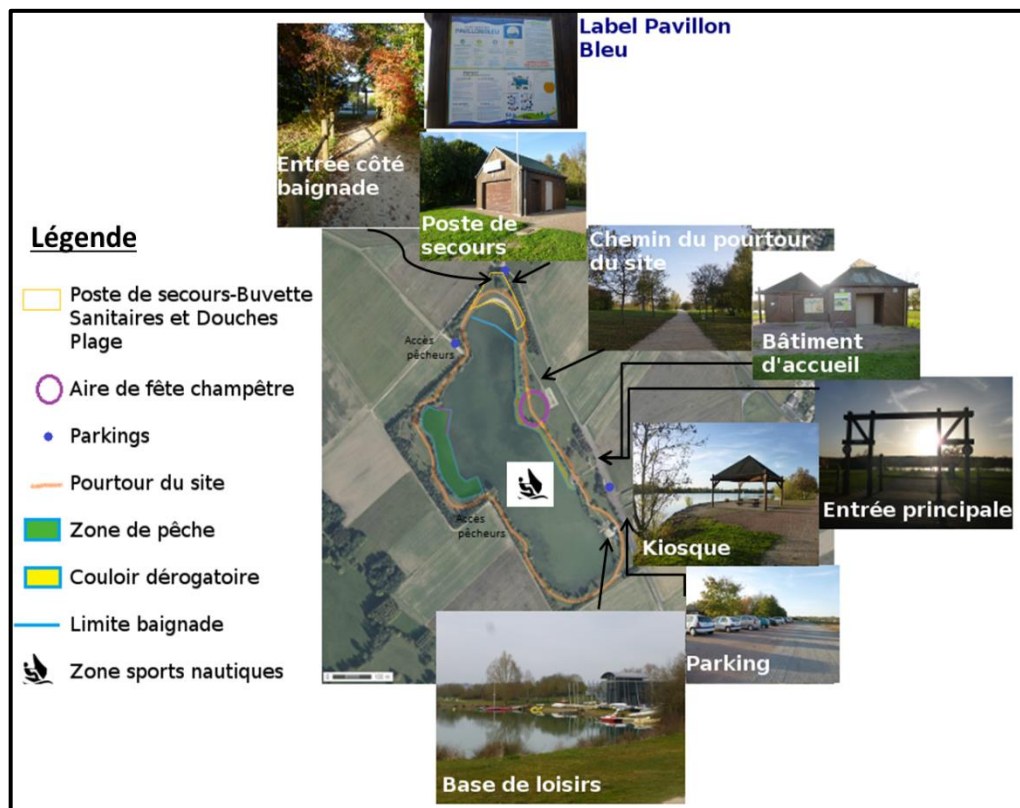 Label Pavillon
Bleu
PAVILLON BLEU
Entrée côté
baignade
Poste de
secours
Chemin du pourtour
du site
Bâtiment
d'accueil
Légende
Poste de secours-Buvette
Sanitaires et Douches
Plage
Aire de fête champêtre
Parkings
Pourtour du site
Zone de pêche
Couloir dérogatoire
Limite baignade
Zone sports nautiques
Accès
pêcheurs
Accès
pêcheurs
Entrée principale
Kiosque
Parking
Base de loisirs